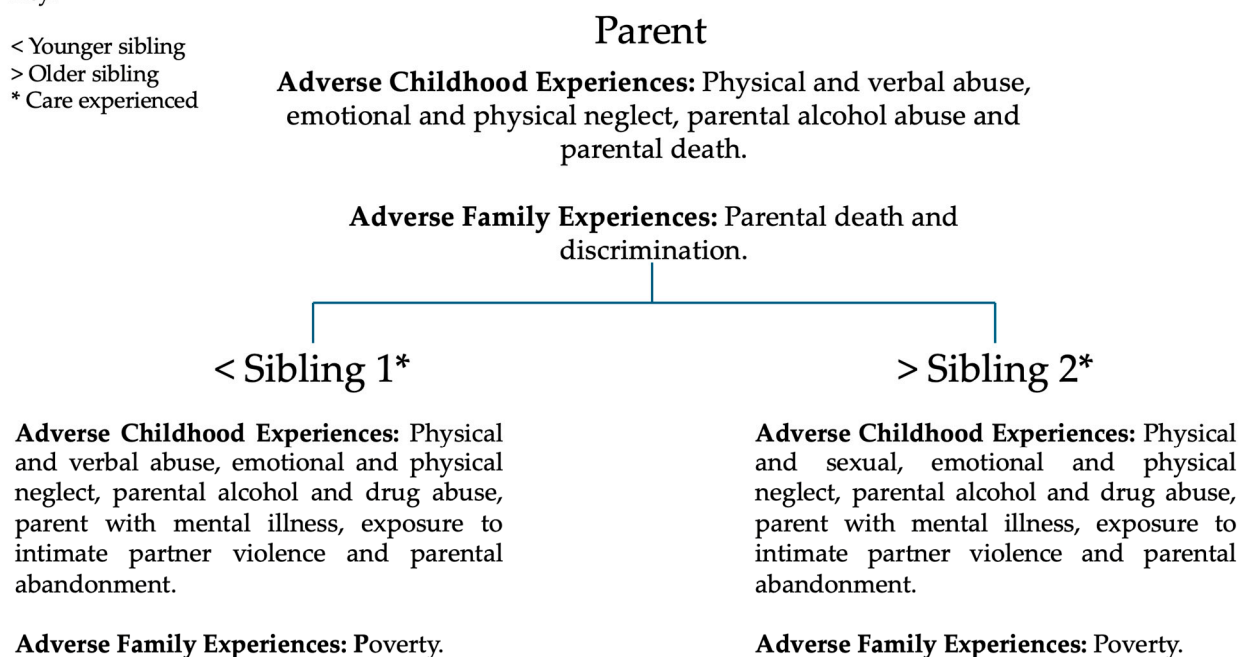 < Younger sibling
> Older sibling
* Care experienced
Parent
Adverse Childhood Experiences: Physical and verbal abuse,
emotional and physical neglect, parental alcohol abuse and
parental death.
Adverse Family Experiences: Parental death and
discrimination.
< Sibling 1*
Adverse Childhood Experiences: Physical
and verbal abuse, emotional and physical
neglect, parental alcohol and drug abuse,
parent with mental illness, exposure to
intimate partner violence and parental
abandonment.
Adverse Family Experiences: Poverty.
> Sibling 2*
Adverse Childhood Experiences: Physical
and sexual, emotional and physical
neglect, parental alcohol and drug abuse,
parent with mental illness, exposure to
intimate partner violence and parental
abandonment.
Adverse Family Experiences: Poverty.